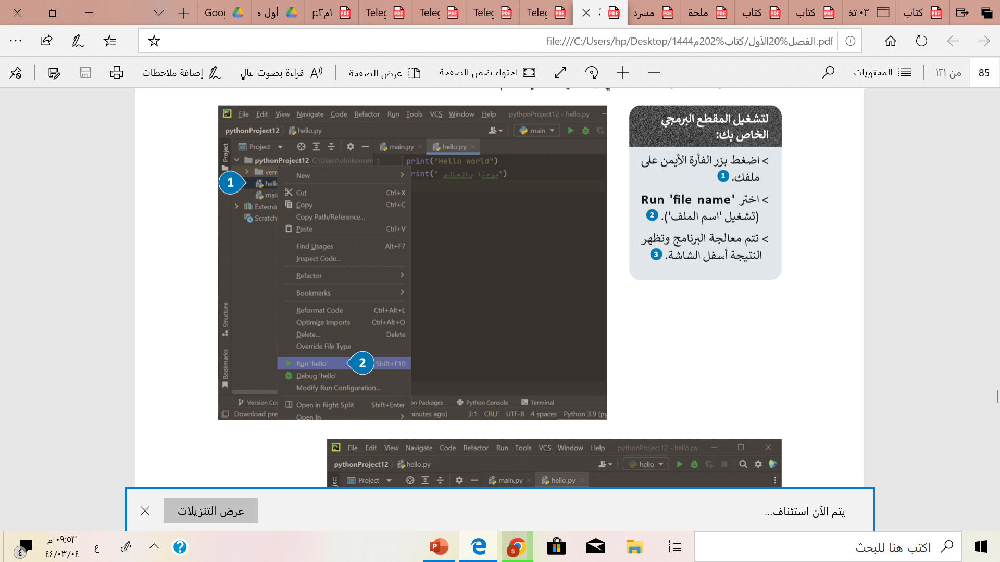 كتاب
٠٣ تخ
كتاب
كتاب
ملحق
مسرد
Teleg
Teleg
Teleg
Teleg
١م٢.p
أول م
Goog
file:///C:/Users/hp/Desktop/1444الفصل%20الأول/كتاب%202م.pdf
85
من ١٢١
المحتويات
احتواء ضمن الصفحة
عرض الصفحة
قراءة بصوت عالٍ
إضافة ملاحظات
لتشغيل المقطع البرمجي
الخاص بك:
> اضغط بزر الفأرة الأيمن على
ملفك. 1
> اختر Run 'file name'
(تشغيل 'اسم الملف'). 2
> تتم معالجة البرنامج وتظهر
النتيجة أسفل الشاشة. 3
File Edit View Navigate Code Refactor Run Tools VCS Window Help pythonProject12 - hello.py
pythonProject12 hello.py
main
Project
Project
main.py
hello.py
pythonProject12 C:\Users\oloikonom
1
print("Hello world")
venv
rint(" مرحبًا بالعالم")
1
hello
main
Externa
Scratch
New
Cut Ctrl+X
Copy Ctrl+C
Copy Path/Reference...
Paste Ctrl+V
Find Usages Alt+F7
Inspect Code...
Refactor
Bookmarks
Reformat Code Ctrl+Alt+L
Optimize Imports Ctrl+Alt+O
Delete... Delete
Override File Type
Run 'hello' 2 Shift+F10
Debug 'hello'
Modify Run Configuration...
Open in Right Split Shift+Enter
Open In
Structure
Bookmarks
Version Co
on Packages
Python Console
Terminal
Download pre
minutes ago) 3:1 CRLF UTF-8 4 spaces Python 3.9 (py
File Edit View Navigate Code Refactor Run Tools VCS Window Help pythonProject12 - hello.py
pythonProject12 hello.py
hello
ject
Project
main.py
hello.py
يتم الآن استئناف...
عرض التنزيلات
اكتب هنا للبحث
ع
٠٩:٥٣ م
٤٤/٠٣/٠٤
٤